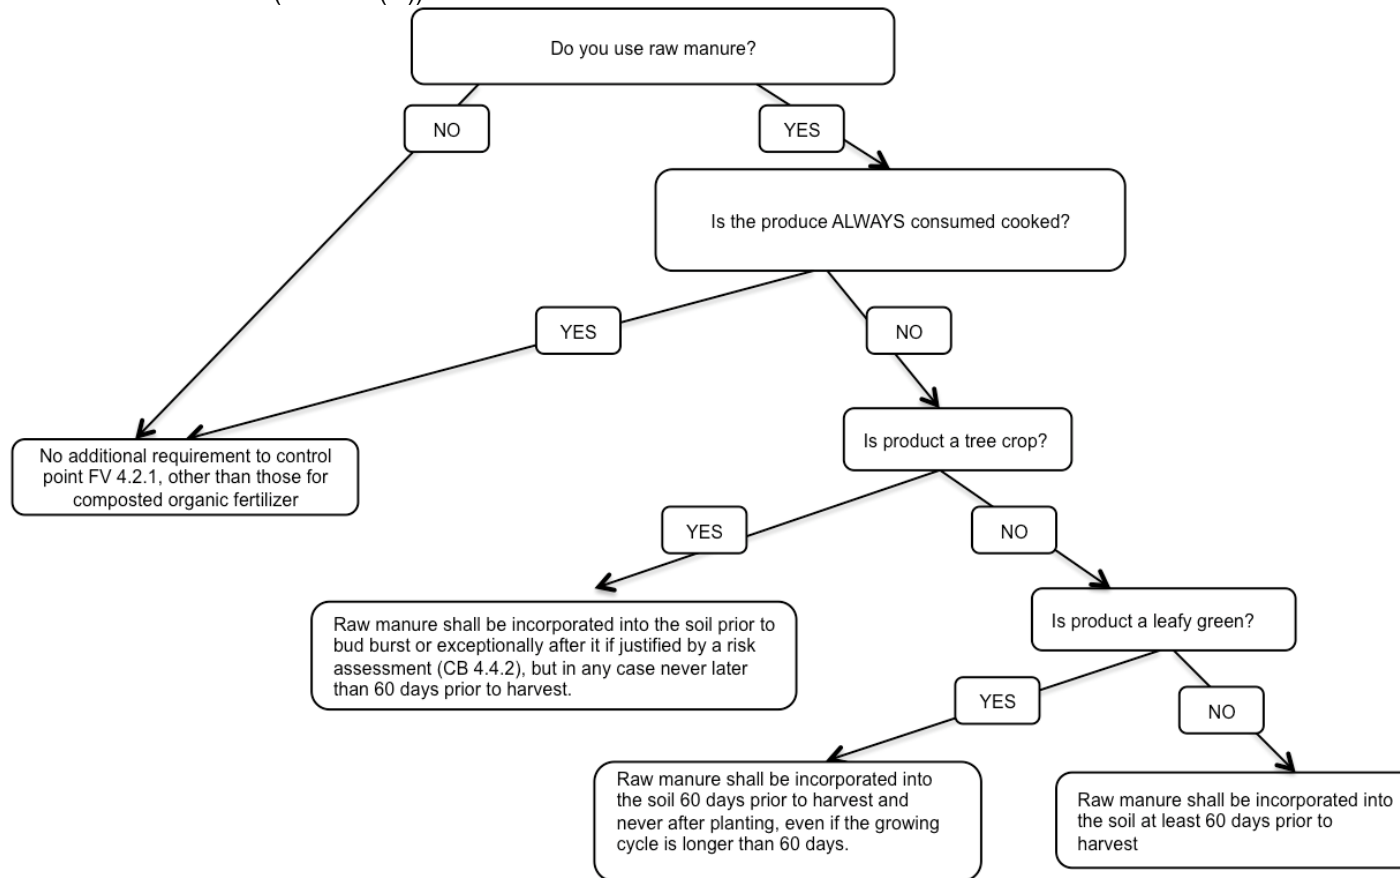 Do you use raw manure?
NO
YES
Is the produce ALWAYS consumed cooked?
YES
NO
Is product a tree crop?
No additional requirement to control
point FV 4.2.1, other than those for
composted organic fertilizer
YES
NO
Raw manure shall be incorporated into the soil prior to
bud burst or exceptionally after it if justified by a risk
assessment (CB 4.4.2), but in any case never later
than 60 days prior to harvest.
Is product a leafy green?
YES
NO
Raw manure shall be incorporated into
the soil 60 days prior to harvest and
never after planting, even if the growing
cycle is longer than 60 days.
Raw manure shall be incorporated into
the soil at least 60 days prior to
harvest